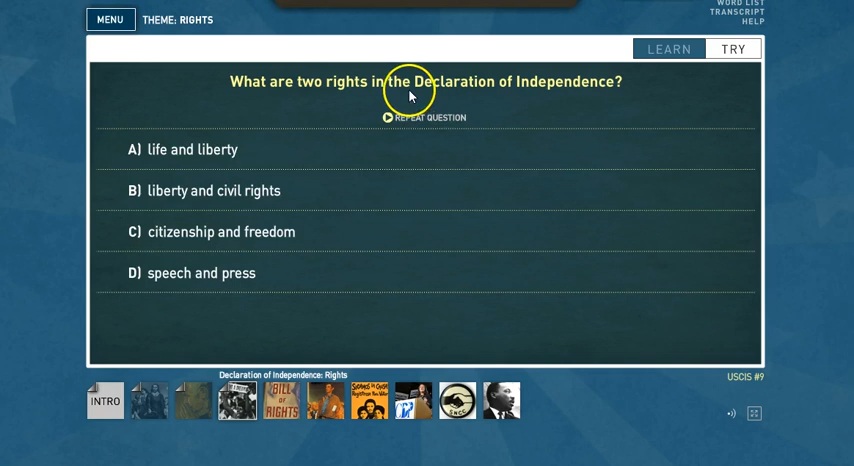 WORD LIST
TRANSCRIPT
HELP
MENU
THEME: RIGHTS
LEARN
TRY
What are two rights in the Declaration of Independence?
REPEAT QUESTION
A) life and liberty
B) liberty and civil rights
C) citizenship and freedom
D) speech and press
Declaration of Independence: Rights
USCIS #9
INTRO
BILL
OF
RIGHTS
SNCC